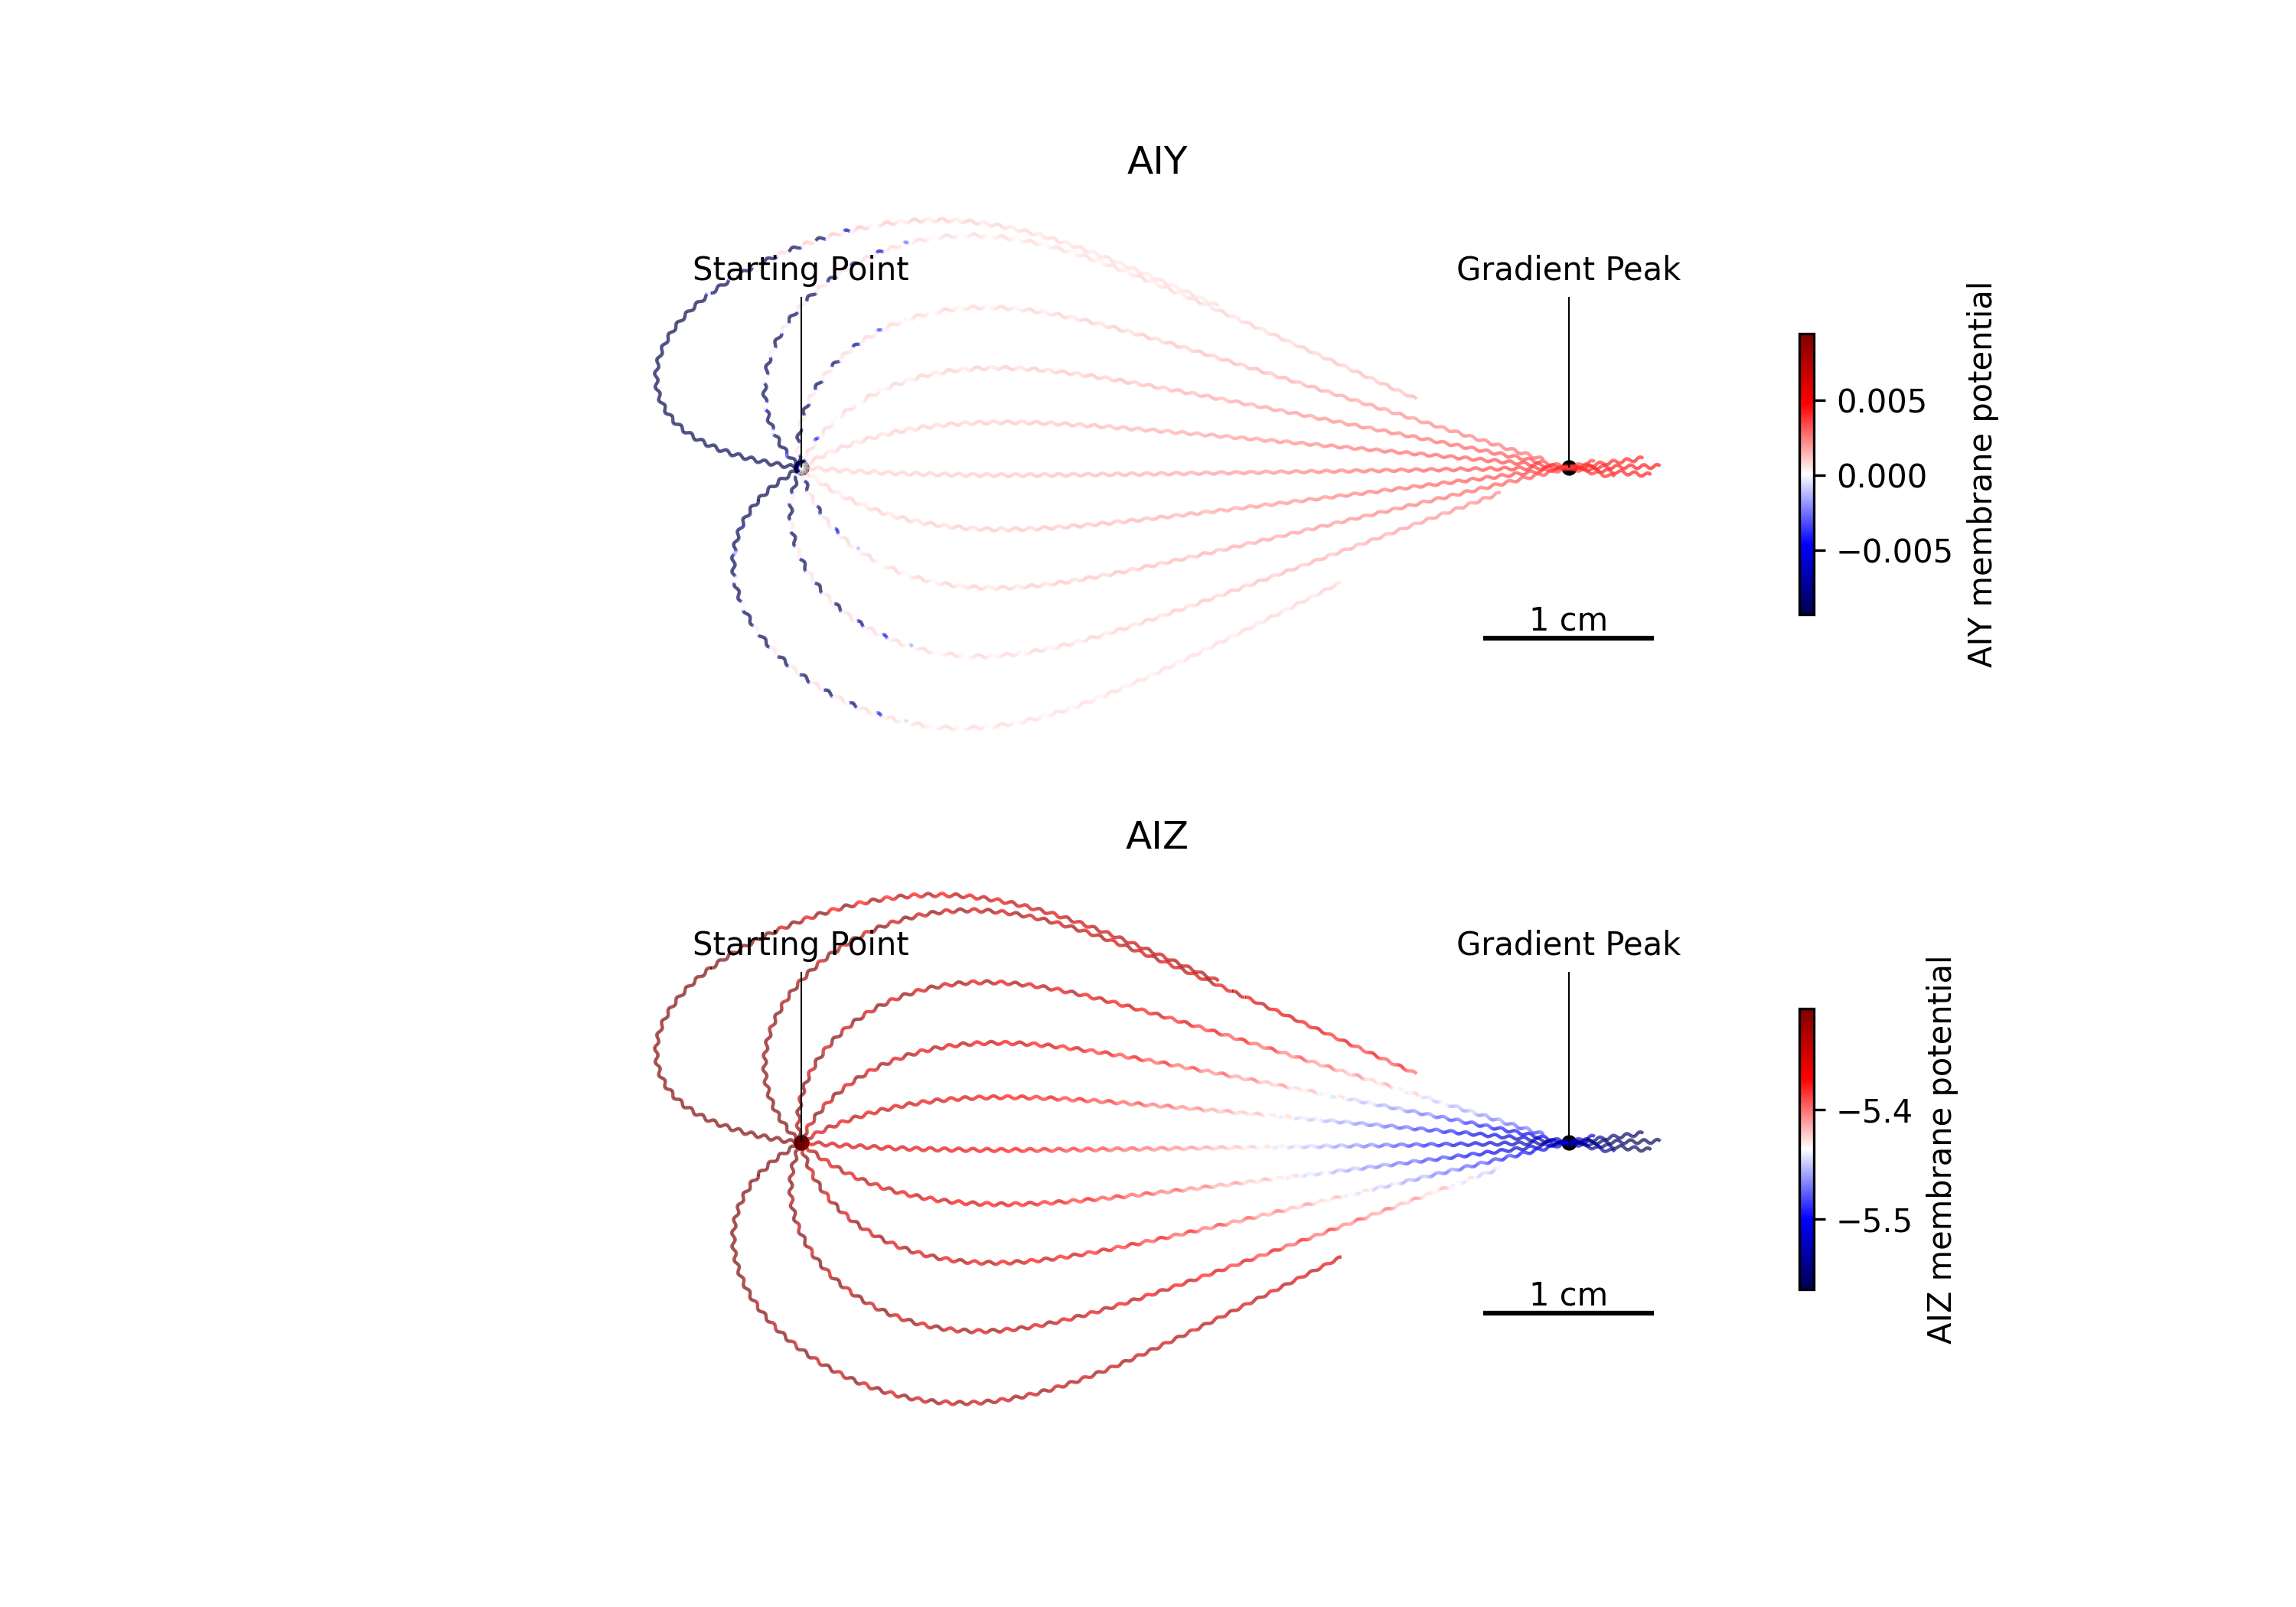 AIY
Starting Point
Gradient Peak
0.005
0.000
−0.005
AIY membrane potential
1 cm
AIZ
Starting Point
Gradient Peak
−5.4
−5.5
AIZ membrane potential
1 cm